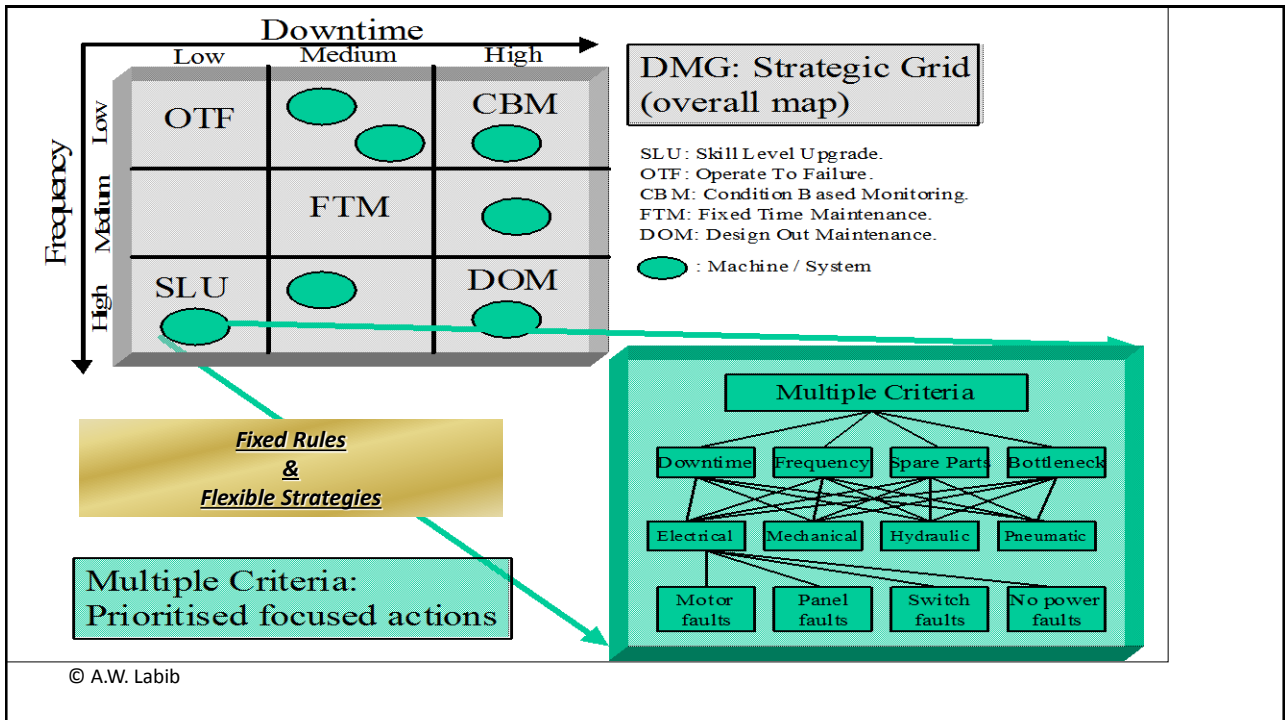 Downtime
Low Medium High
Frequency
Low
Medium
High
OTF
CBM
FTM
SLU
DOM
DMG: Strategic Grid
(overall map)
SLU: Skill Level Upgrade.
OTF: Operate To Failure.
CBM: Condition Based Monitoring.
FTM: Fixed Time Maintenance.
DOM: Design Out Maintenance.
: Machine / System
Fixed Rules
&
Flexible Strategies
Multiple Criteria:
Prioritised focused actions
Multiple Criteria
Downtime Frequency Spare Parts Bottleneck
Electrical Mechanical Hydraulic Pneumatic
Motor
faults
Panel
faults
Switch
faults
No power
faults
© A.W. Labib